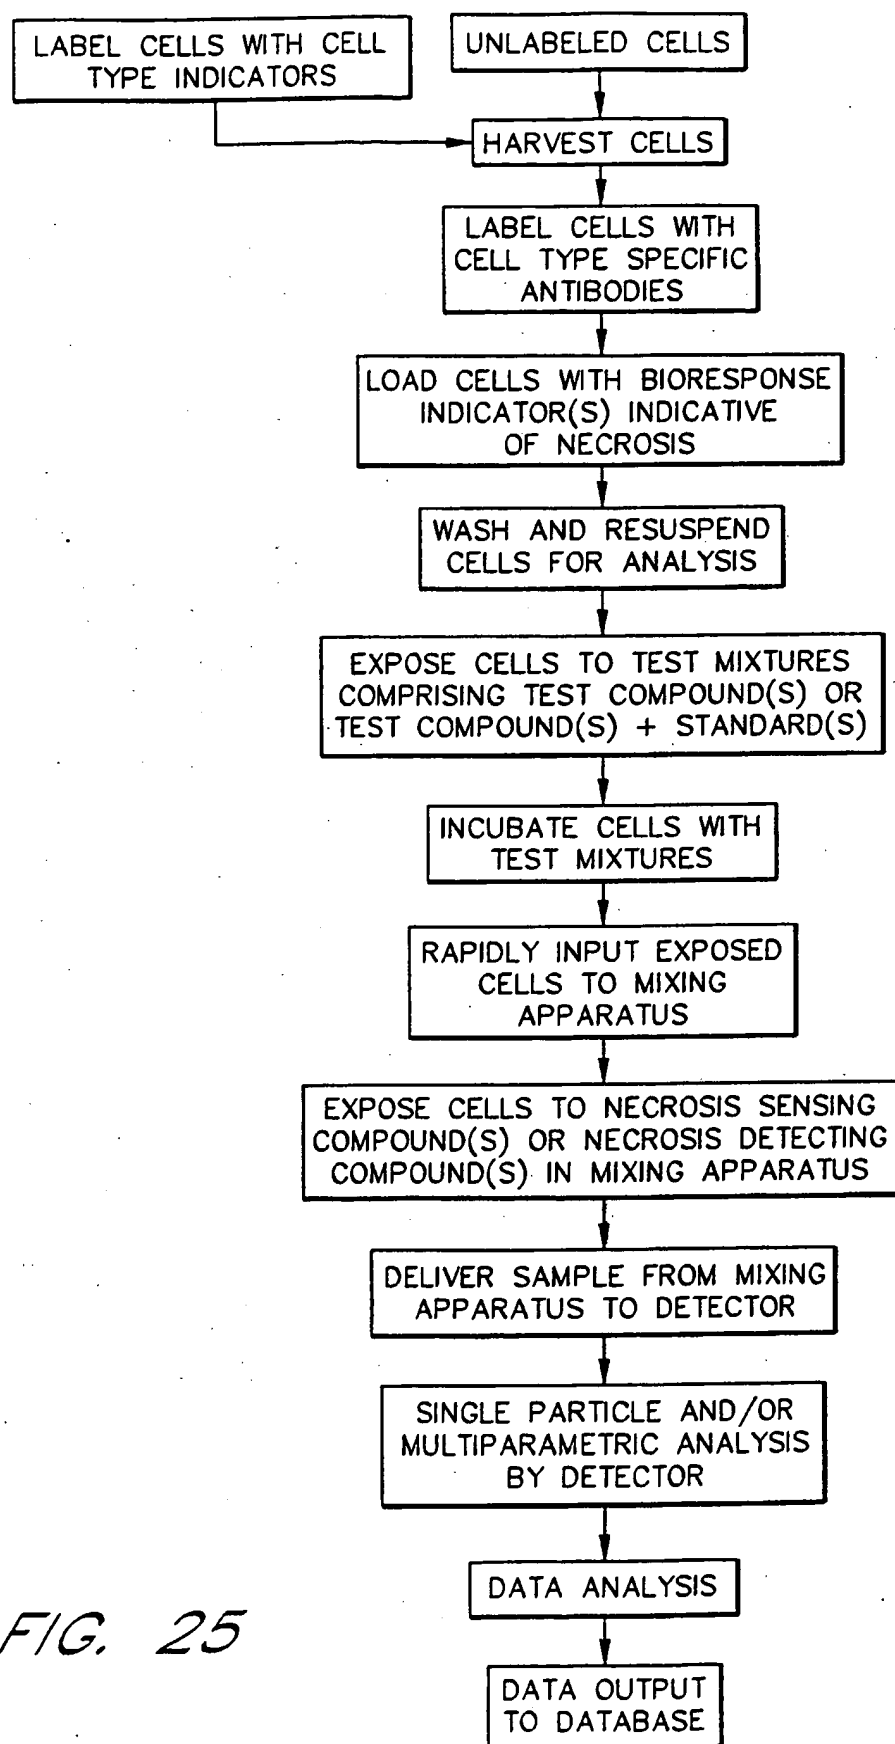 LABEL CELLS WITH CELL
TYPE INDICATORS
UNLABELED CELLS
HARVEST CELLS
LABEL CELLS WITH
CELL TYPE SPECIFIC
ANTIBODIES
LOAD CELLS WITH BIORESPONSE
INDICATOR(S) INDICATIVE
OF NECROSIS
WASH AND RESUSPEND
CELLS FOR ANALYSIS
EXPOSE CELLS TO TEST MIXTURES
COMPRISING TEST COMPOUND(S) OR
TEST COMPOUND(S) + STANDARD(S)
INCUBATE CELLS WITH
TEST MIXTURES
RAPIDLY INPUT EXPOSED
CELLS TO MIXING
APPARATUS
EXPOSE CELLS TO NECROSIS SENSING
COMPOUND(S) OR NECROSIS DETECTING
COMPOUND(S) IN MIXING APPARATUS
DELIVER SAMPLE FROM MIXING
APPARATUS TO DETECTOR
SINGLE PARTICLE AND/OR
MULTIPARAMETRIC ANALYSIS
BY DETECTOR
DATA ANALYSIS
DATA OUTPUT
TO DATABASE
FIG. 25